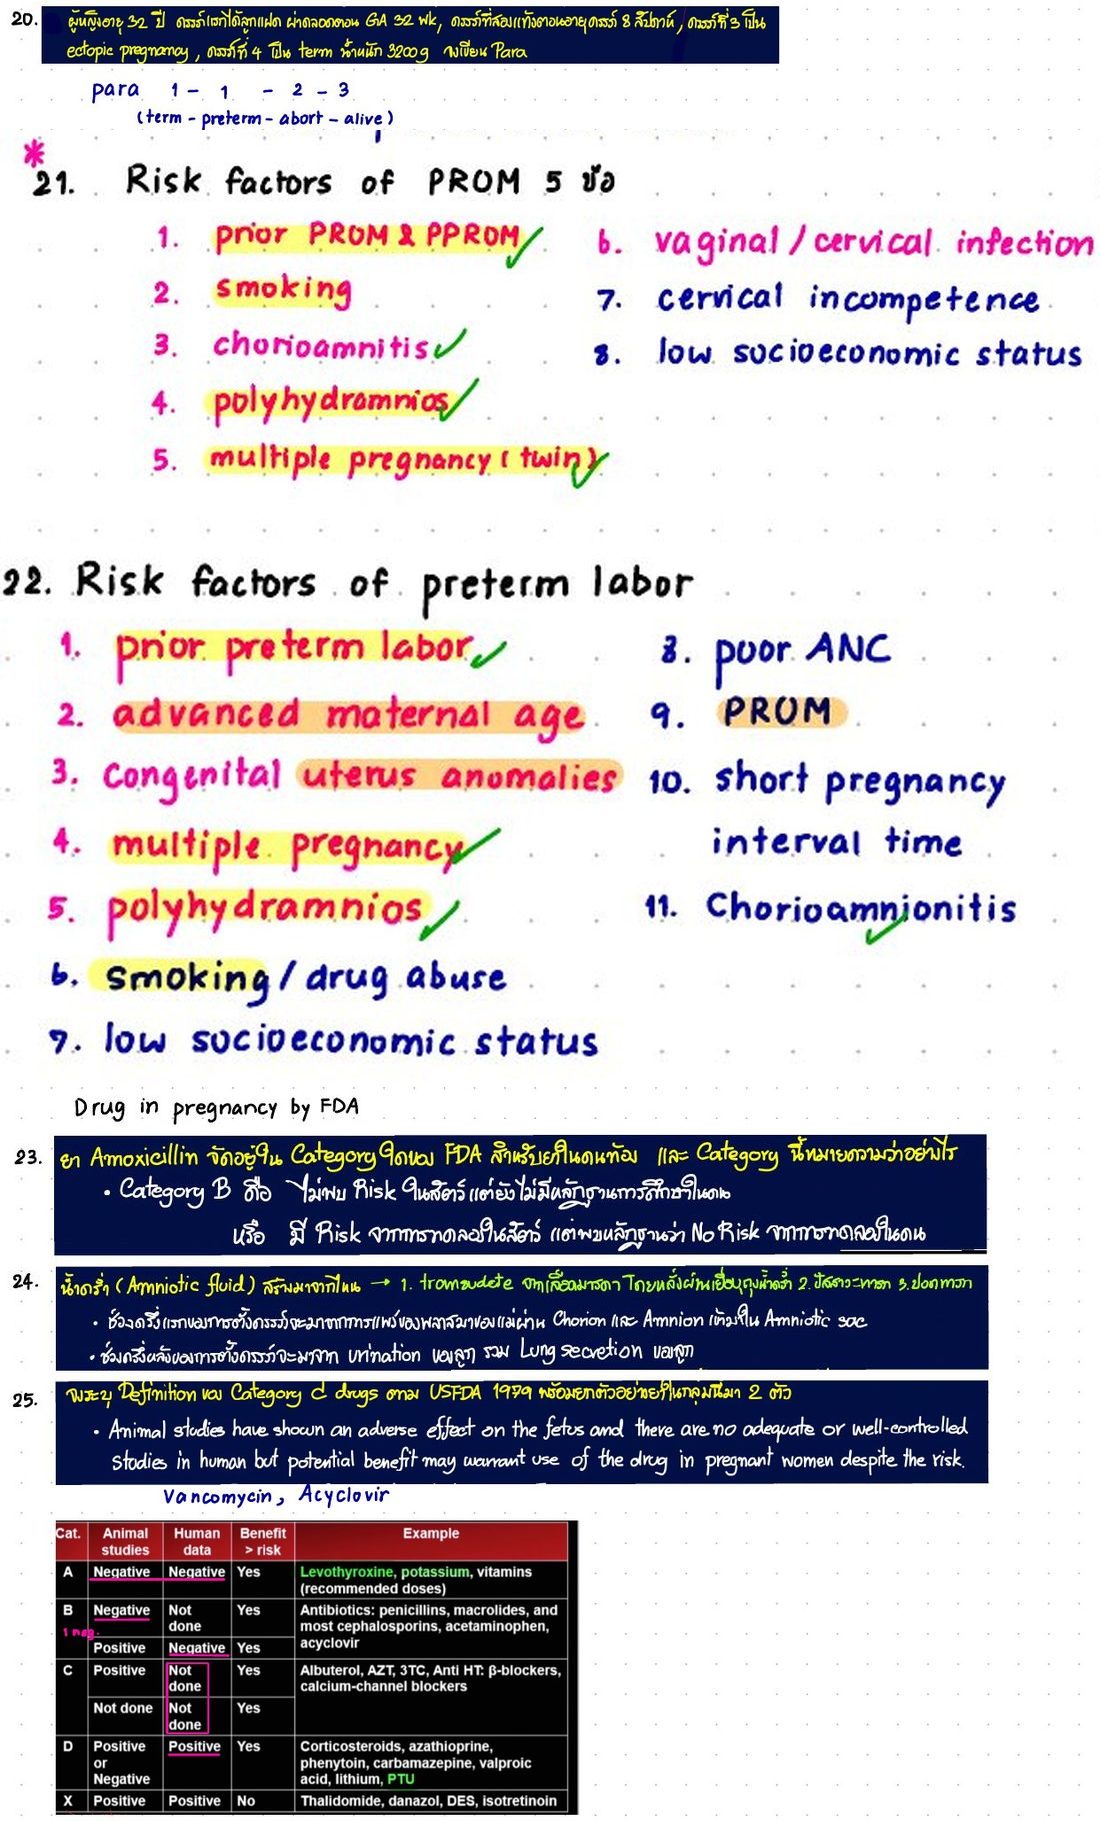 20. ผู้หญิงอายุ 32 ปี ครรภ์แรกได้ลูกแฝด ผ่าคลอดตอน GA 32 wk, ครรภ์ที่สองแท้งตอนอายุครรภ์ 8 สัปดาห์, ครรภ์ที่ 3 เป็น
ectopic pregnancy, ครรภ์ที่ 4 เป็น term น้ำหนัก 3200 g จงเขียน Para
para 1 - 1 - 2 - 3
(term - preterm - abort - alive)
*
21. Risk factors of PROM 5 ข้อ
1. prior PROM & PPROM ✓
2. smoking
3. chorioamnitis ✓
4. polyhydramnios ✓
5. multiple pregnancy (twin) ✓
6. vaginal / cervical infection
7. cervical incompetence
8. low socioeconomic status
22. Risk factors of preterm labor
1. prior preterm labor ✓
2. advanced maternal age
3. congenital uterus anomalies
4. multiple pregnancy ✓
5. polyhydramnios ✓
6. smoking / drug abuse
7. low socioeconomic status
8. poor ANC
9. PROM
10. short pregnancy
interval time
11. Chorioamnionitis ✓
Drug in pregnancy by FDA
23. ยา Amoxicillin จัดอยู่ใน Category ใดของ FDA สำหรับยาในคนท้อง และ Category นี้หมายความว่าอย่างไร
• Category B คือ ไม่พบ Risk ในสัตว์ แต่ยังไม่มีหลักฐานการศึกษาในคน
หรือ มี Risk จากการทดลองในสัตว์ แต่พบหลักฐานว่า No Risk จากการทดลองในคน
24. น้ำคร่ำ (Amniotic fluid) สร้างมาจากไหน → 1. transudate จากเลือดมารดา โดยหลั่งผ่านเยื่อบุถุงน้ำคร่ำ 2. ปัสสาวะทารก 3. ปอดทารก
• ช่วงครึ่งแรกของการตั้งครรภ์จะมาจากการแพร่ของพลาสมาของแม่ผ่าน Chorion และ Amnion เข้ามาใน Amniotic sac
• ช่วงครึ่งหลังของการตั้งครรภ์จะมาจาก urination ของลูก รวม Lung secretion ของลูก
25. จงระบุ Definition ของ Category C drugs ตาม USFDA 1979 พร้อมยกตัวอย่างยาในกลุ่มนี้มา 2 ตัว
• Animal studies have shown an adverse effect on the fetus and there are no adequate or well-controlled
studies in human but potential benefit may warrant use of the drug in pregnant women despite the risk.
Vancomycin, Acyclovir
Cat. Animal studies Human data Benefit > risk Example
A Negative Negative Yes Levothyroxine, potassium, vitamins
(recommended doses)
B Negative Not done Yes Antibiotics: penicillins, macrolides, and
most cephalosporins, acetaminophen,
acyclovir
1 neg.
Positive Negative Yes
C Positive Not done Yes Albuterol, AZT, 3TC, Anti HT: β-blockers,
calcium-channel blockers
Not done Not done Yes
D Positive or Negative Positive Yes Corticosteroids, azathioprine,
phenytoin, carbamazepine, valproic
acid, lithium, PTU
X Positive Positive No Thalidomide, danazol, DES, isotretinoin